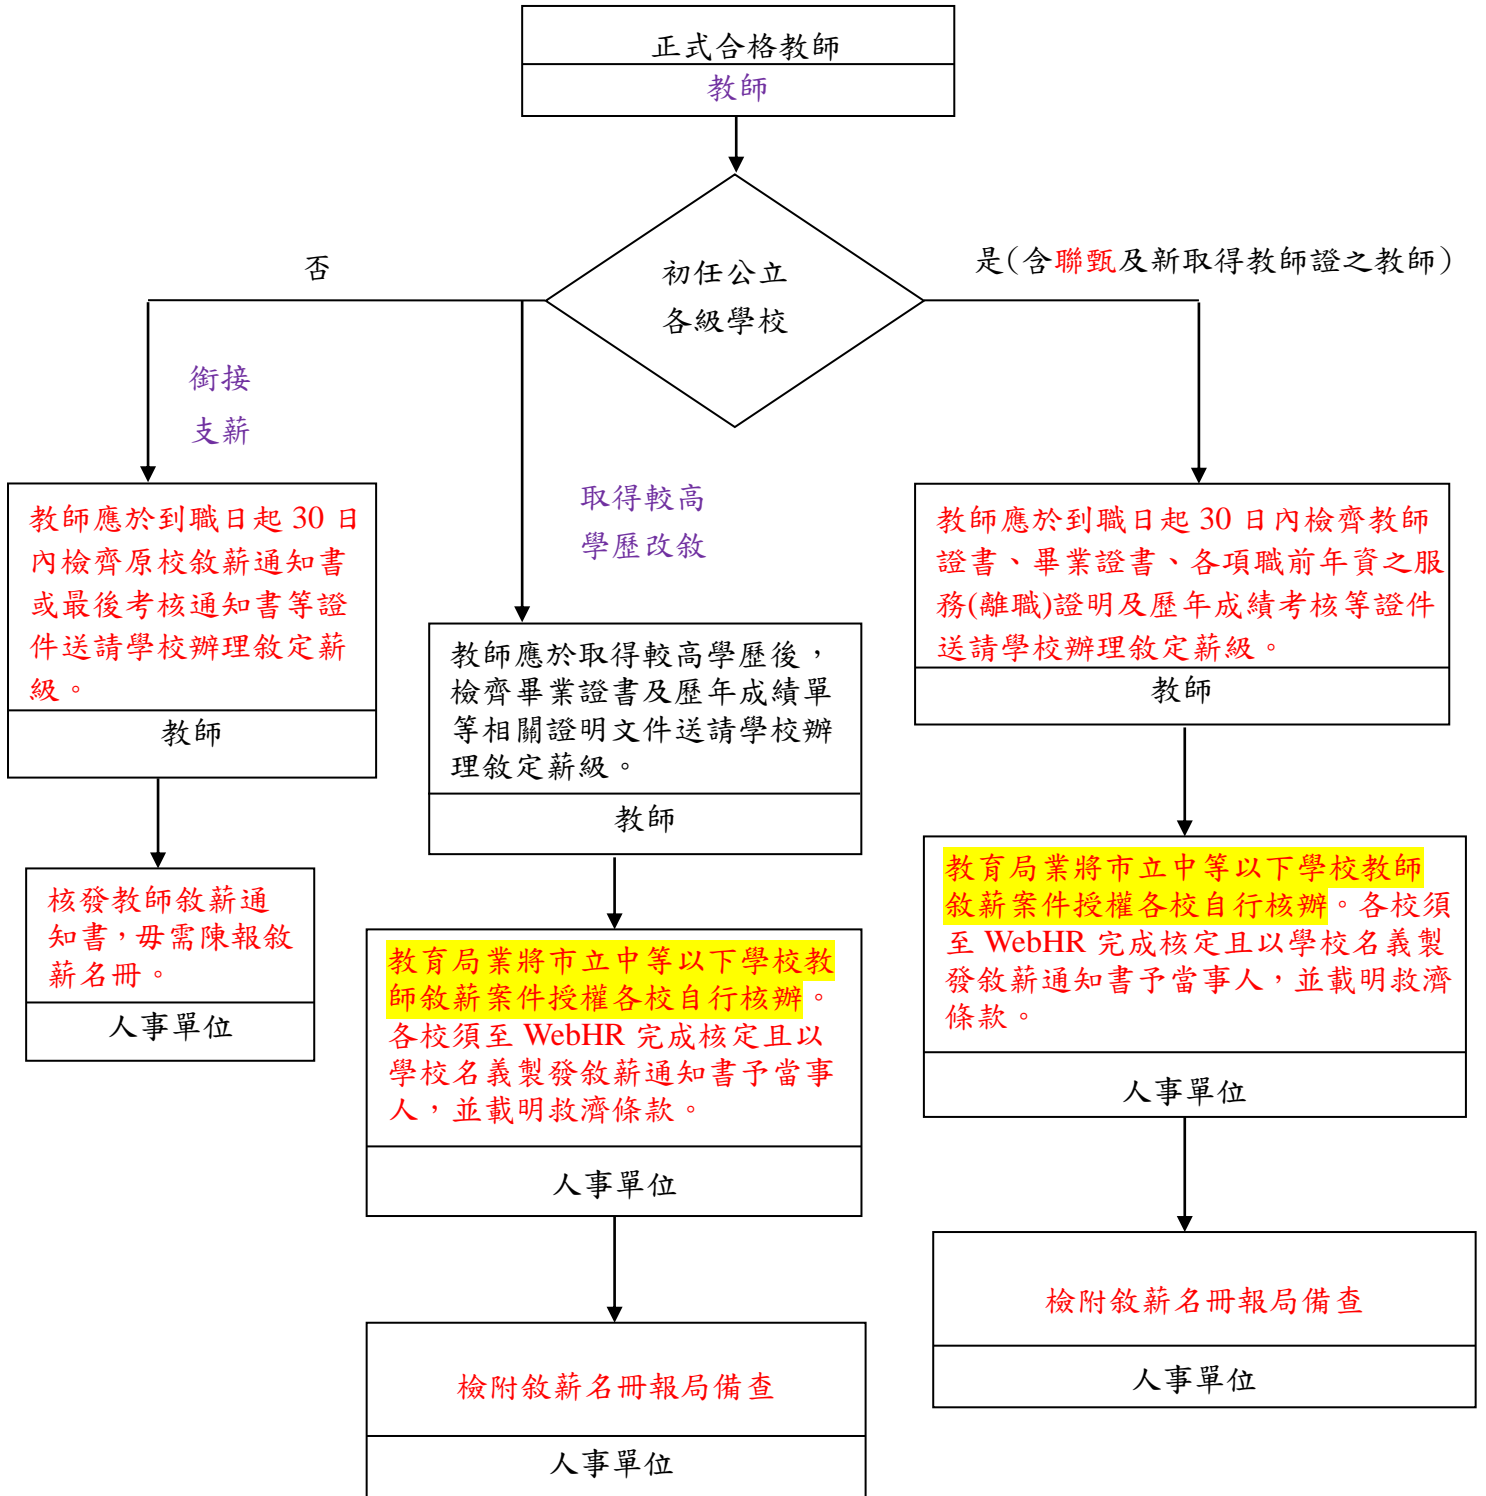 正式合格教師
教師
初任公立
各級學校
否
是(含聯甄及新取得教師證之教師)
銜接
支薪
取得較高
學歷改敘
教師應於到職日起 30 日
內檢齊原校敘薪通知書
或最後考核通知書等證
件送請學校辦理敘定薪
級。
教師
核發教師敘薪通
知書，毋需陳報敘
薪名冊。
人事單位
教師應於取得較高學歷後，
檢齊畢業證書及歷年成績單
等相關證明文件送請學校辦
理敘定薪級。
教師
教育局業將市立中等以下學校教
師敘薪案件授權各校自行核辦。
各校須至 WebHR 完成核定且以
學校名義製發敘薪通知書予當事
人，並載明救濟條款。
人事單位
檢附敘薪名冊報局備查
人事單位
教師應於到職日起 30 日內檢齊教師
證書、畢業證書、各項職前年資之服
務(離職)證明及歷年成績考核等證件
送請學校辦理敘定薪級。
教師
教育局業將市立中等以下學校教師
敘薪案件授權各校自行核辦。各校須
至 WebHR 完成核定且以學校名義製
發敘薪通知書予當事人，並載明救濟
條款。
人事單位
檢附敘薪名冊報局備查
人事單位